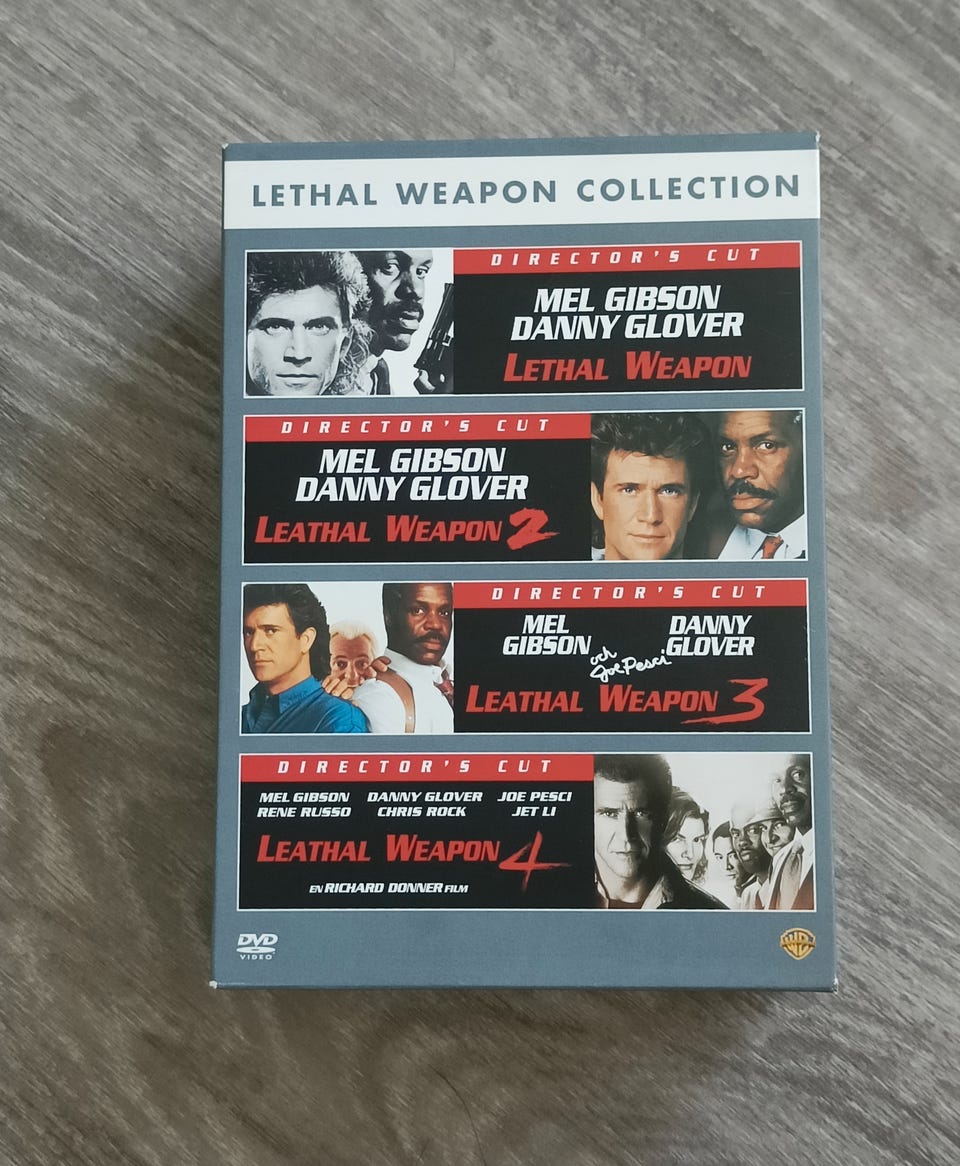 LETHAL WEAPON COLLECTION
DIRECTOR'S CUT
MEL GIBSON
DANNY GLOVER
LETHAL WEAPON
DIRECTOR'S CUT
MEL GIBSON
DANNY GLOVER
LEATHAL WEAPON 2
DIRECTOR'S CUT
MEL GIBSON
DANNY GLOVER
och
Joe Pesci
LEATHAL WEAPON 3
DIRECTOR'S CUT
MEL GIBSON DANNY GLOVER JOE PESCI
RENE RUSSO CHRIS ROCK JET LI
LEATHAL WEAPON 4
EN RICHARD DONNER FILM
DVD
VIDEO
WB